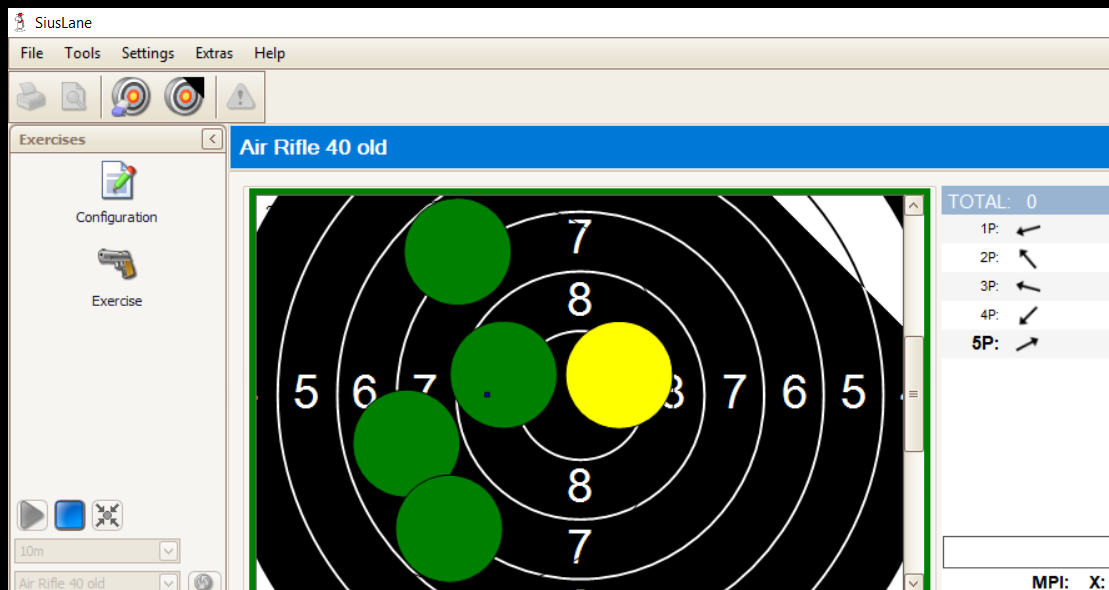 SiusLane
File Tools Settings Extras Help
Exercises
Configuration
Exercise
10m
Air Rifle 40 old
Air Rifle 40 old
7
8
5 6 7 8 7 6 5
8
7
TOTAL: 0
1P:
2P:
3P:
4P:
5P:
MPI: X: